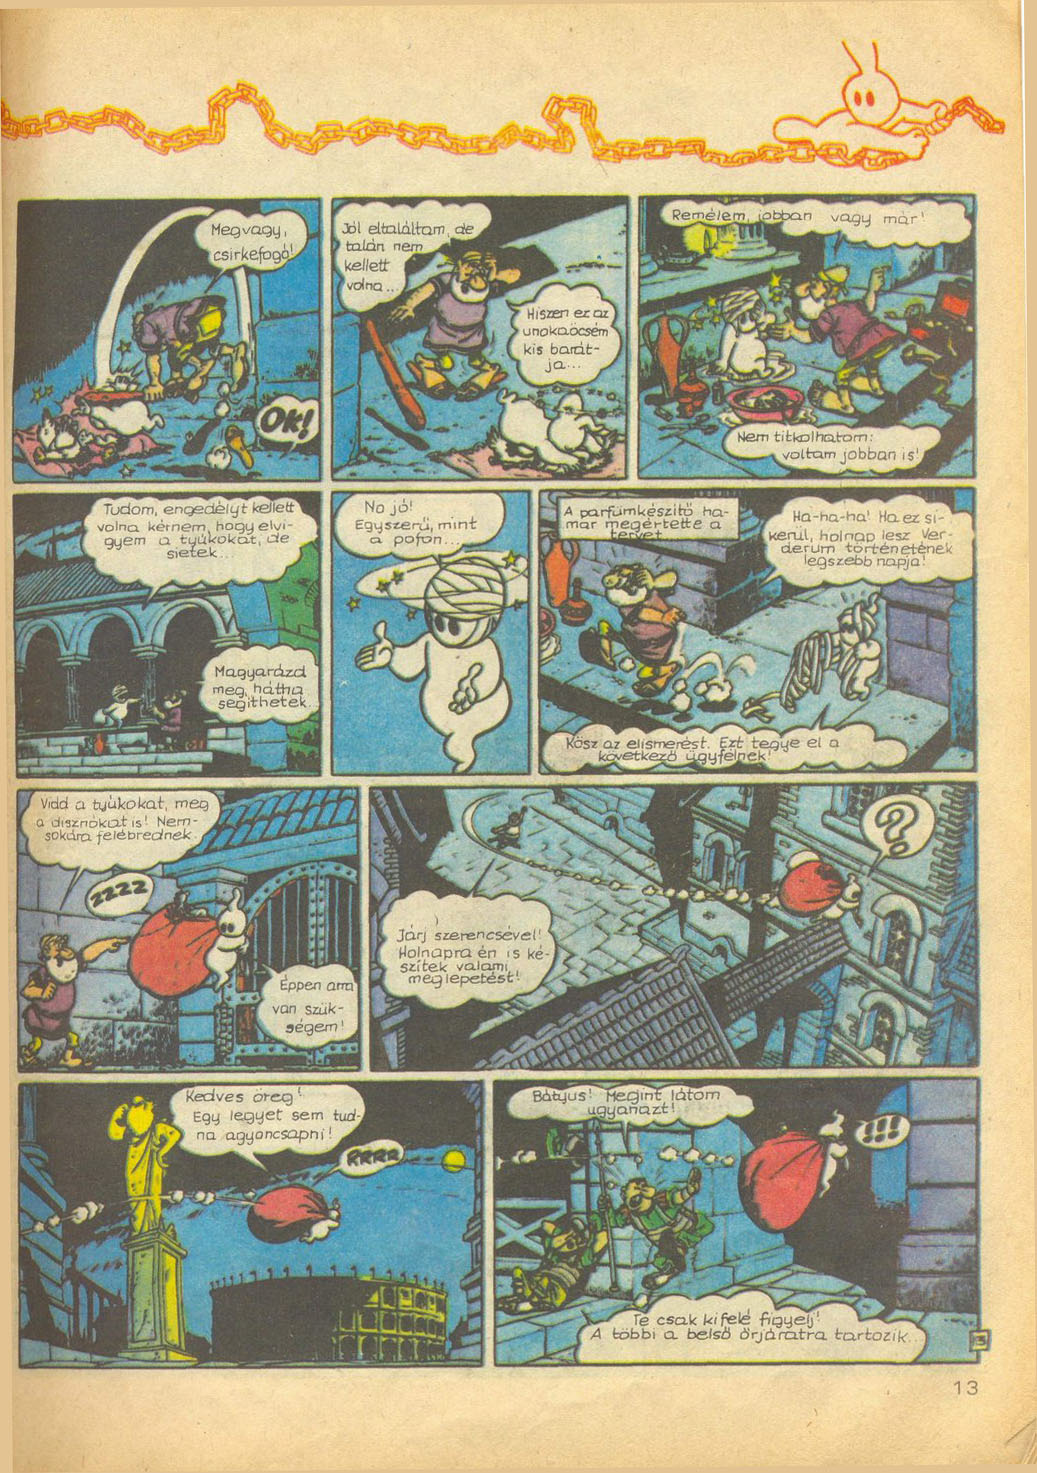 Megvagy,
csirkefogó!
OK!
Jól eltaláltam, de
talán nem
kellett
volna...
Hiszen ez az
unokaöcsém
kis barát-
ja...
Remélem, jobban vagy már!
Nem titkolhatom:
voltam jobban is!
Tudom, engedélyt kellett
volna kérnem, hogy elvi-
gyem a tyúkokat, de
sietek...
Magyarázd
meg, hátha
segíthetek.
No jó!
Egyszerű, mint
a pofon...
A parfümkészítő ha-
mar megértette a
tervet...
Ha-ha-ha! Ha ez si-
kerül, holnap lesz Ver-
derum történetének
legszebb napja!
Kösz az elismerést. Ezt tegye el a
következő ügyfelnek!
Vidd a tyúkokat, meg
a disznókat is! Nem-
sokára felébrednek.
ZZZZ
Éppen arra
van szük-
ségem!
?
Járj szerencsével!
Holnapra én is ké-
szítek valami
meglepetést!
Kedves öreg!
Egy legyet sem tud-
na agyoncsapni!
RRRR
Bátyus! Megint látom
ugyanazt!
!!!
Te csak kifelé figyelj!
A többi a belső őrjáratra tartozik...
13